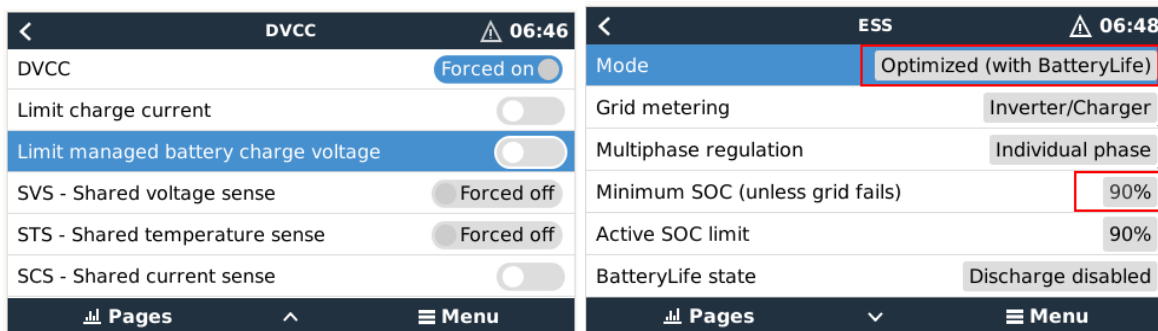 DVCC 06:46
DVCC Forced on
Limit charge current
Limit managed battery charge voltage
SVS - Shared voltage sense Forced off
STS - Shared temperature sense Forced off
SCS - Shared current sense
Pages Menu
ESS 06:48
Mode Optimized (with BatteryLife)
Grid metering Inverter/Charger
Multiphase regulation Individual phase
Minimum SOC (unless grid fails) 90%
Active SOC limit 90%
BatteryLife state Discharge disabled
Pages Menu